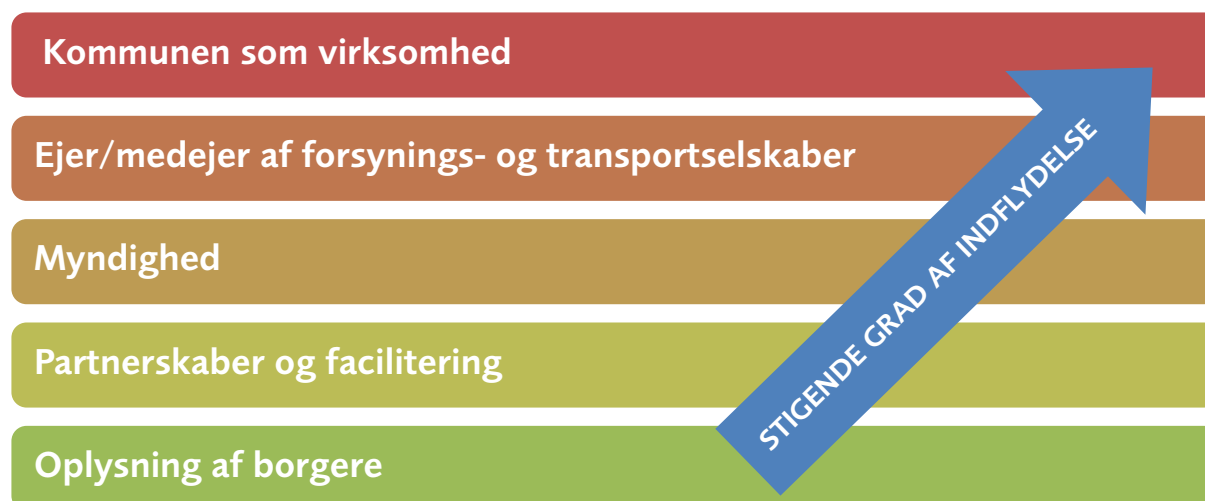 Kommunen som virksomhed
Ejer/medejer af forsynings- og transportselskaber
Myndighed
Partnerskaber og facilitering
Oplysning af borgere
STIGENDE GRAD AF INDFLYDELSE